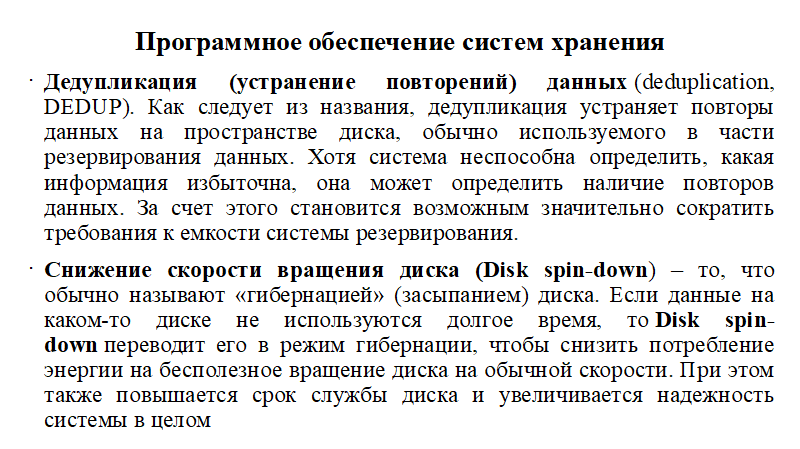 Программное обеспечение систем хранения
· Дедупликация (устранение повторений) данных (deduplication,
DEDUP). Как следует из названия, дедупликация устраняет повторы
данных на пространстве диска, обычно используемого в части
резервирования данных. Хотя система неспособна определить, какая
информация избыточна, она может определить наличие повторов
данных. За счет этого становится возможным значительно сократить
требования к емкости системы резервирования.
· Снижение скорости вращения диска (Disk spin-down) – то, что
обычно называют «гибернацией» (засыпанием) диска. Если данные на
каком-то диске не используются долгое время, то Disk spin-
down переводит его в режим гибернации, чтобы снизить потребление
энергии на бесполезное вращение диска на обычной скорости. При этом
также повышается срок службы диска и увеличивается надежность
системы в целом